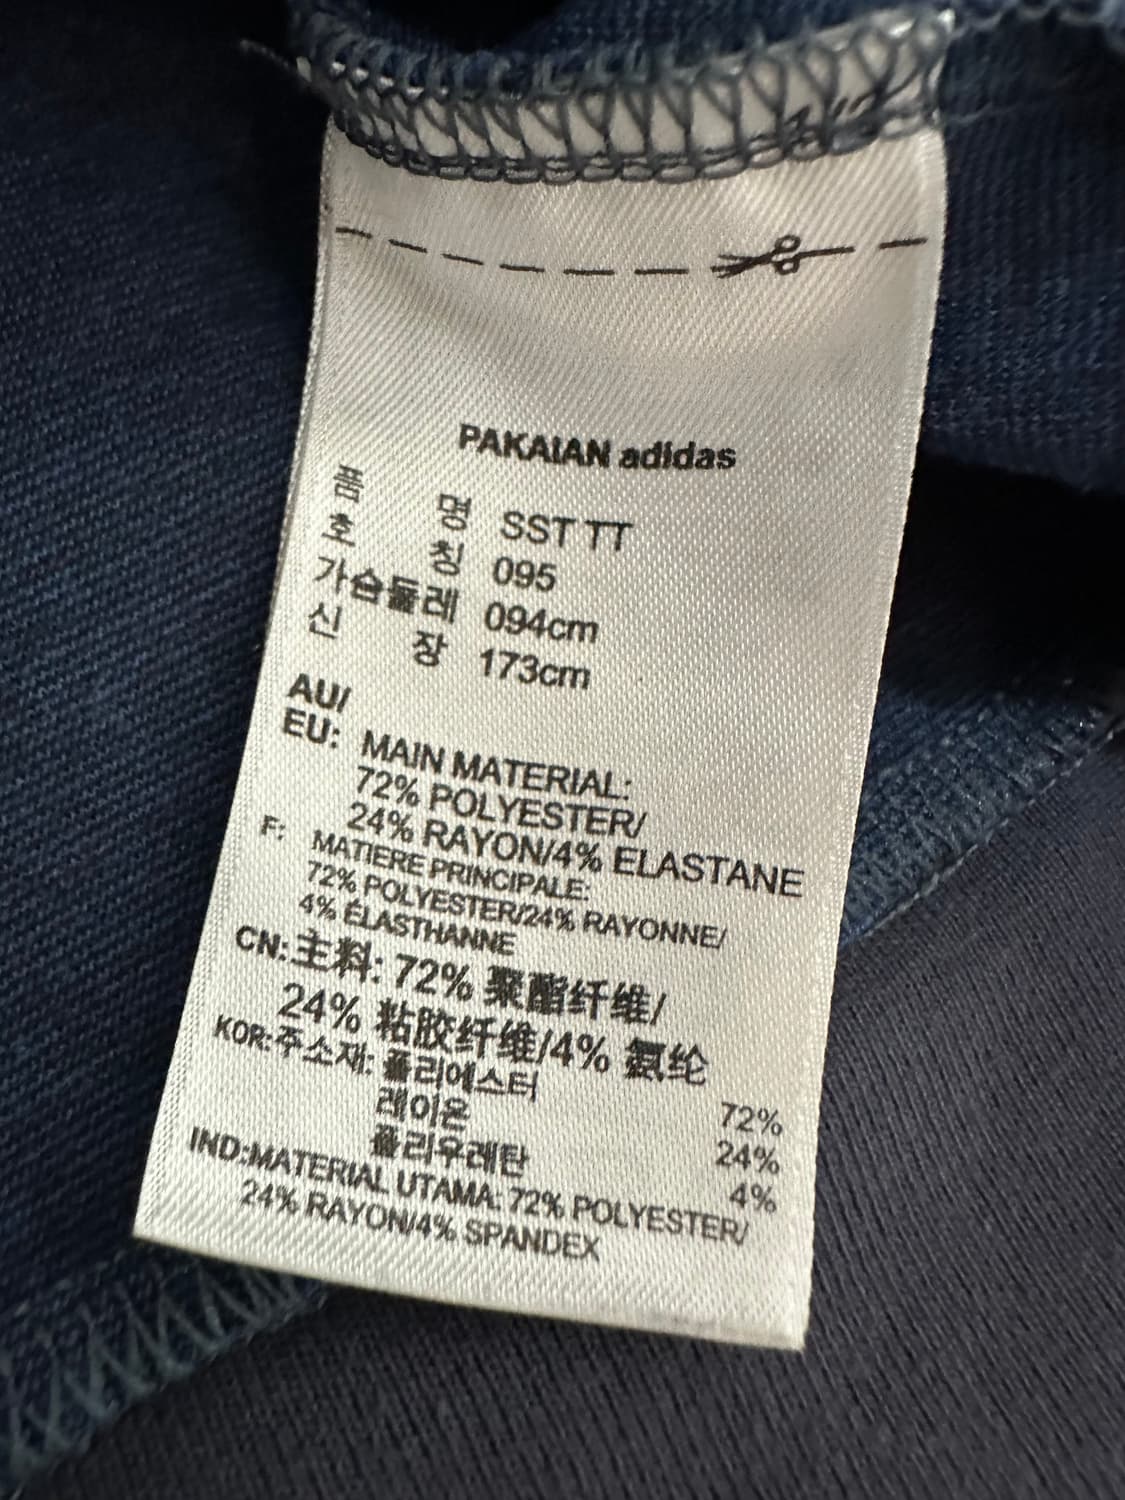 PAKAIAN adidas
품 명 SST TT
호 칭 095
가슴둘레 094cm
신 장 173cm
AU/
EU: MAIN MATERIAL:
72% POLYESTER/
24% RAYON/4% ELASTANE
F: MATIERE PRINCIPALE:
72% POLYESTER/24% RAYONNE/
4% ÉLASTHANNE
CN:主料: 72% 聚酯纤维/
24% 粘胶纤维/4% 氨纶
KOR:주소재: 폴리에스터 72%
레이온 24%
폴리우레탄 4%
IND:MATERIAL UTAMA: 72% POLYESTER/
24% RAYON/4% SPANDEX